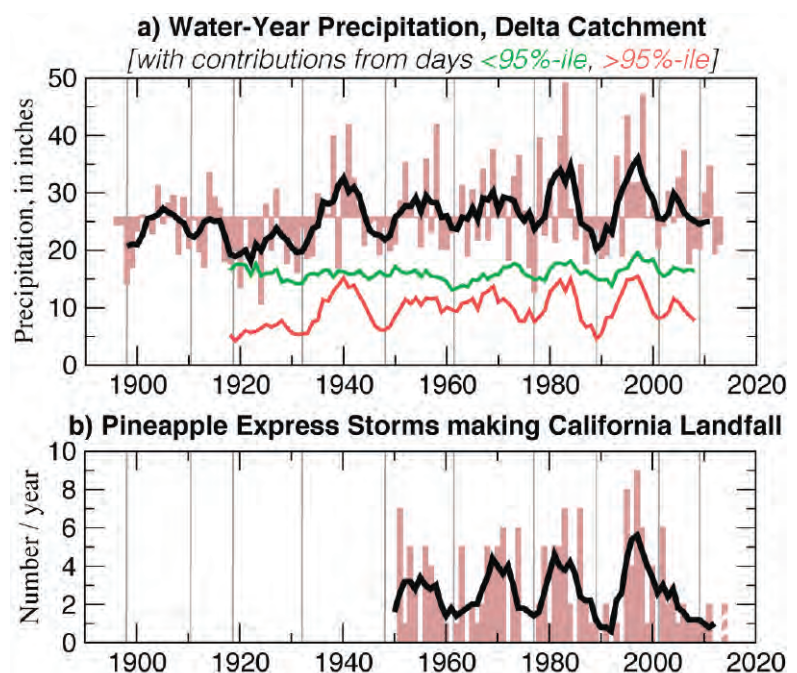 a) Water-Year Precipitation, Delta Catchment
[with contributions from days <95%-ile, >95%-ile]
Precipitation, in inches
50
40
30
20
10
0
1900 1920 1940 1960 1980 2000 2020
b) Pineapple Express Storms making California Landfall
Number / year
10
8
6
4
2
0
1900 1920 1940 1960 1980 2000 2020